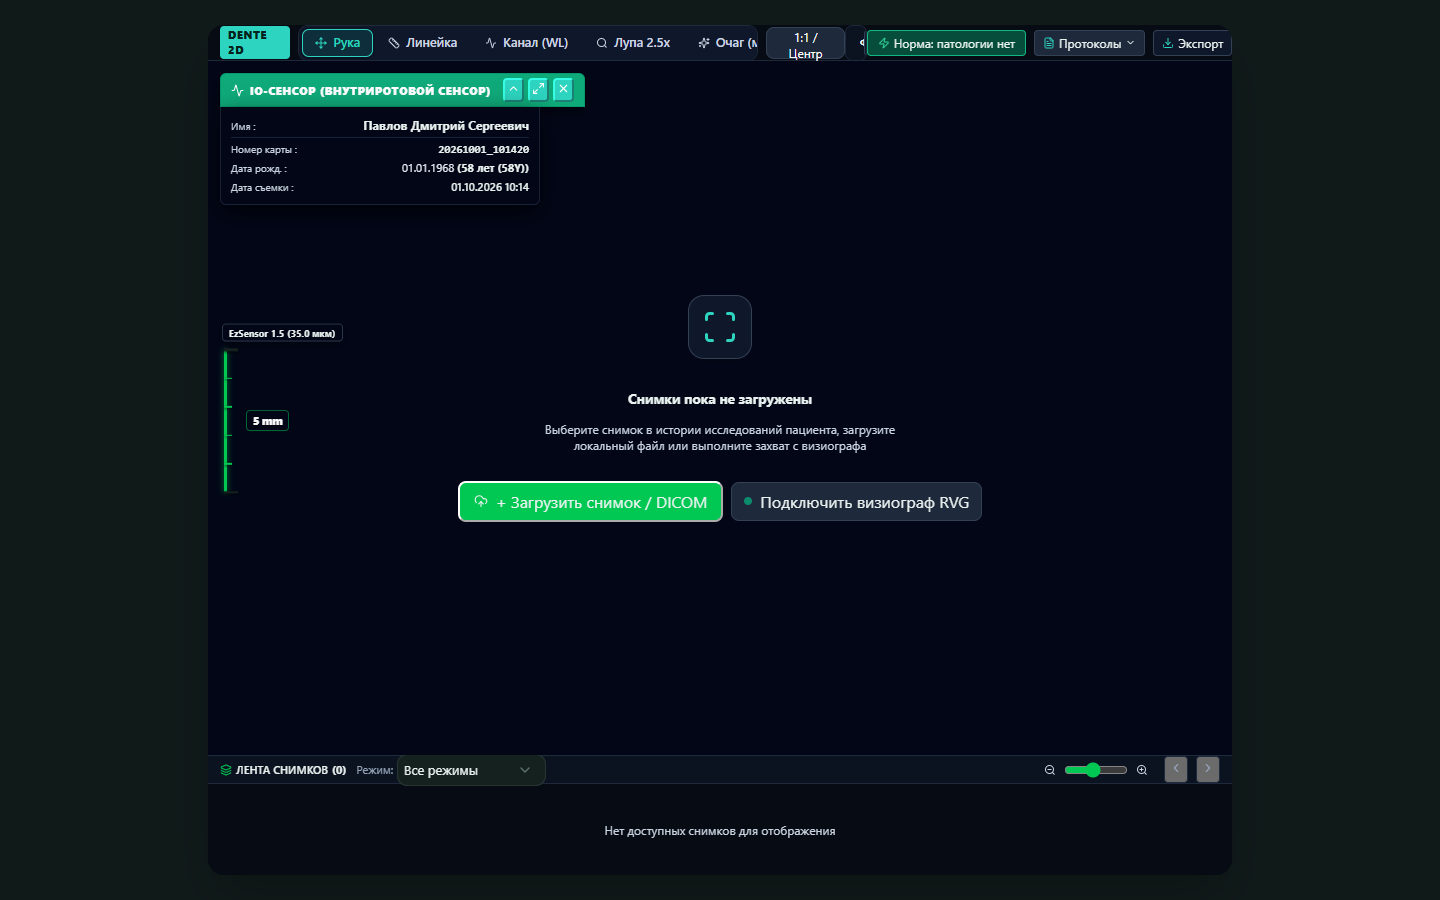 DENTE 2D
Рука
Линейка
Канал (WL)
Лупа 2.5x
Очаг (м
1:1 / Центр
Норма: патологии нет
Протоколы
Экспорт
IO-СЕНСОР (ВНУТРИРОТОВОЙ СЕНСОР)
Имя :
Павлов Дмитрий Сергеевич
Номер карты :
20261001_101420
Дата рожд. :
01.01.1968 (58 лет (58Y))
Дата съемки :
01.10.2026 10:14
EzSensor 1.5 (35.0 мкм)
5 mm
Снимки пока не загружены
Выберите снимок в истории исследований пациента, загрузите
локальный файл или выполните захват с визиографа
+ Загрузить снимок / DICOM
Подключить визиограф RVG
ЛЕНТА СНИМКОВ (0)
Режим:
Все режимы
Нет доступных снимков для отображения